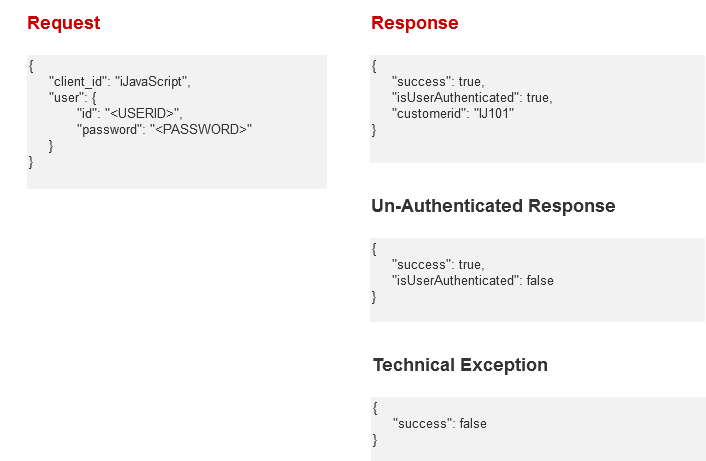 Request
{
"client_id": "iJavaScript",
"user": {
"id": "<USERID>",
"password": "<PASSWORD>"
}
}
Response
{
"success": true,
"isUserAuthenticated": true,
"customerid": "IJ101"
}
Un-Authenticated Response
{
"success": true,
"isUserAuthenticated": false
}
Technical Exception
{
"success": false
}